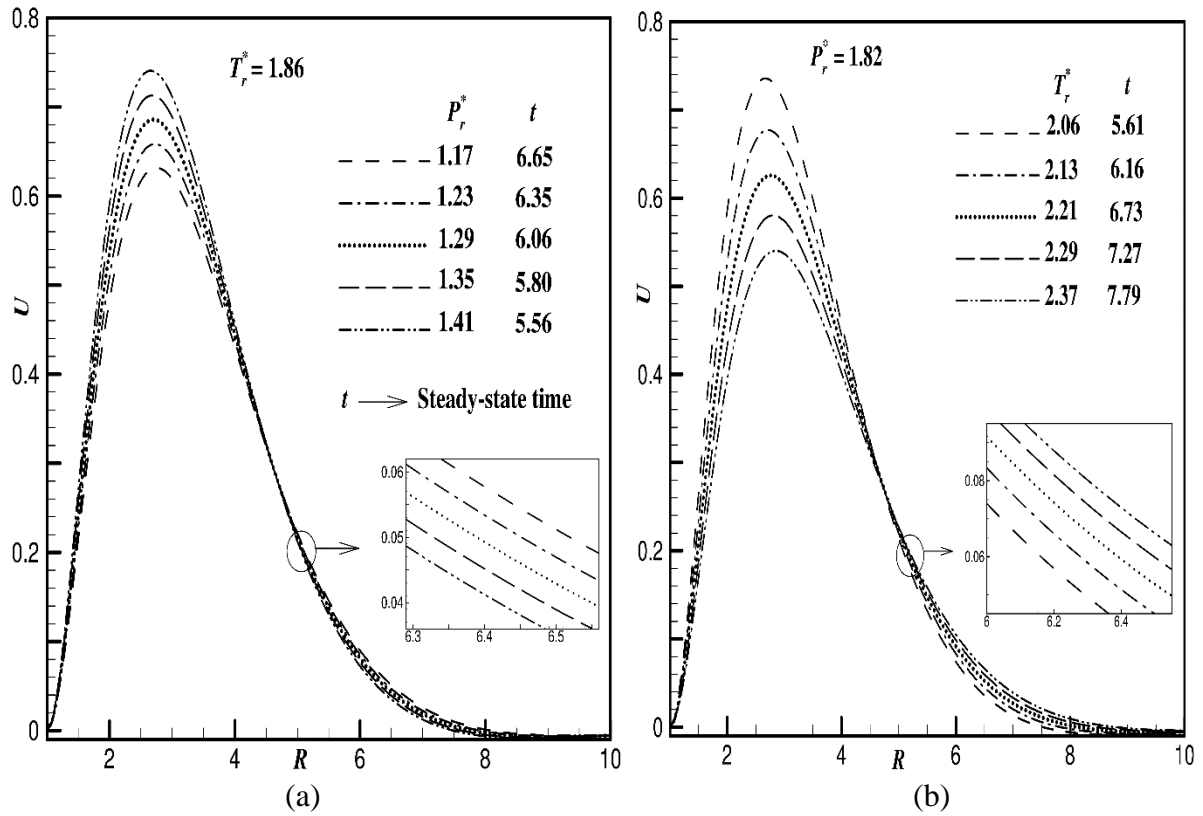 T_r^* = 1.86
P_r^* t
1.17 6.65
1.23 6.35
1.29 6.06
1.35 5.80
1.41 5.56
t → Steady-state time
0.06
0.05
0.04
6.3 6.4 6.5
0.8
0.6
0.4
0.2
0
U
2 4 6 8 10
R
(a)
P_r^* = 1.82
T_r^* t
2.06 5.61
2.13 6.16
2.21 6.73
2.29 7.27
2.37 7.79
0.08
0.06
6 6.2 6.4
0.8
0.6
0.4
0.2
0
U
2 4 6 8 10
R
(b)